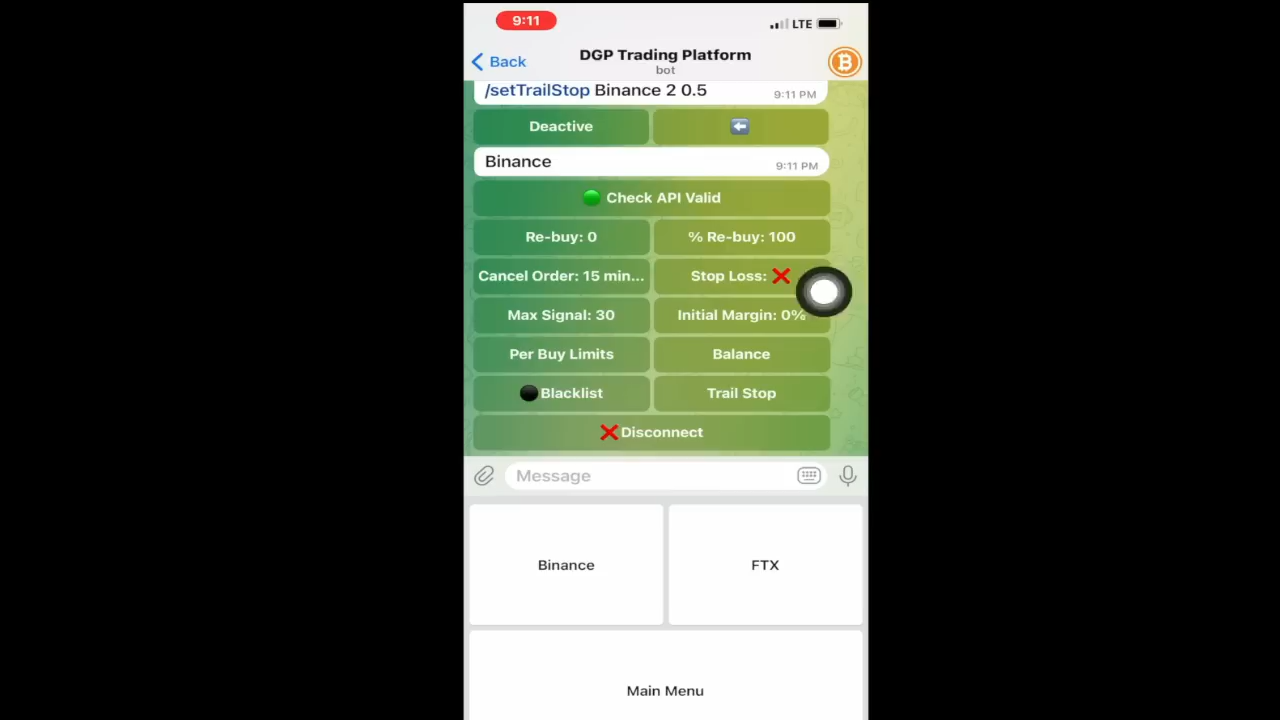 9:11
LTE
Back
DGP Trading Platform
bot
/setTrailStop Binance 2 0.5
9:11 PM
Deactive
Binance
9:11 PM
Check API Valid
Re-buy: 0
% Re-buy: 100
Cancel Order: 15 min...
Stop Loss: ❌
Max Signal: 30
Initial Margin: 0%
Per Buy Limits
Balance
Blacklist
Trail Stop
❌Disconnect
Message
Binance
FTX
Main Menu